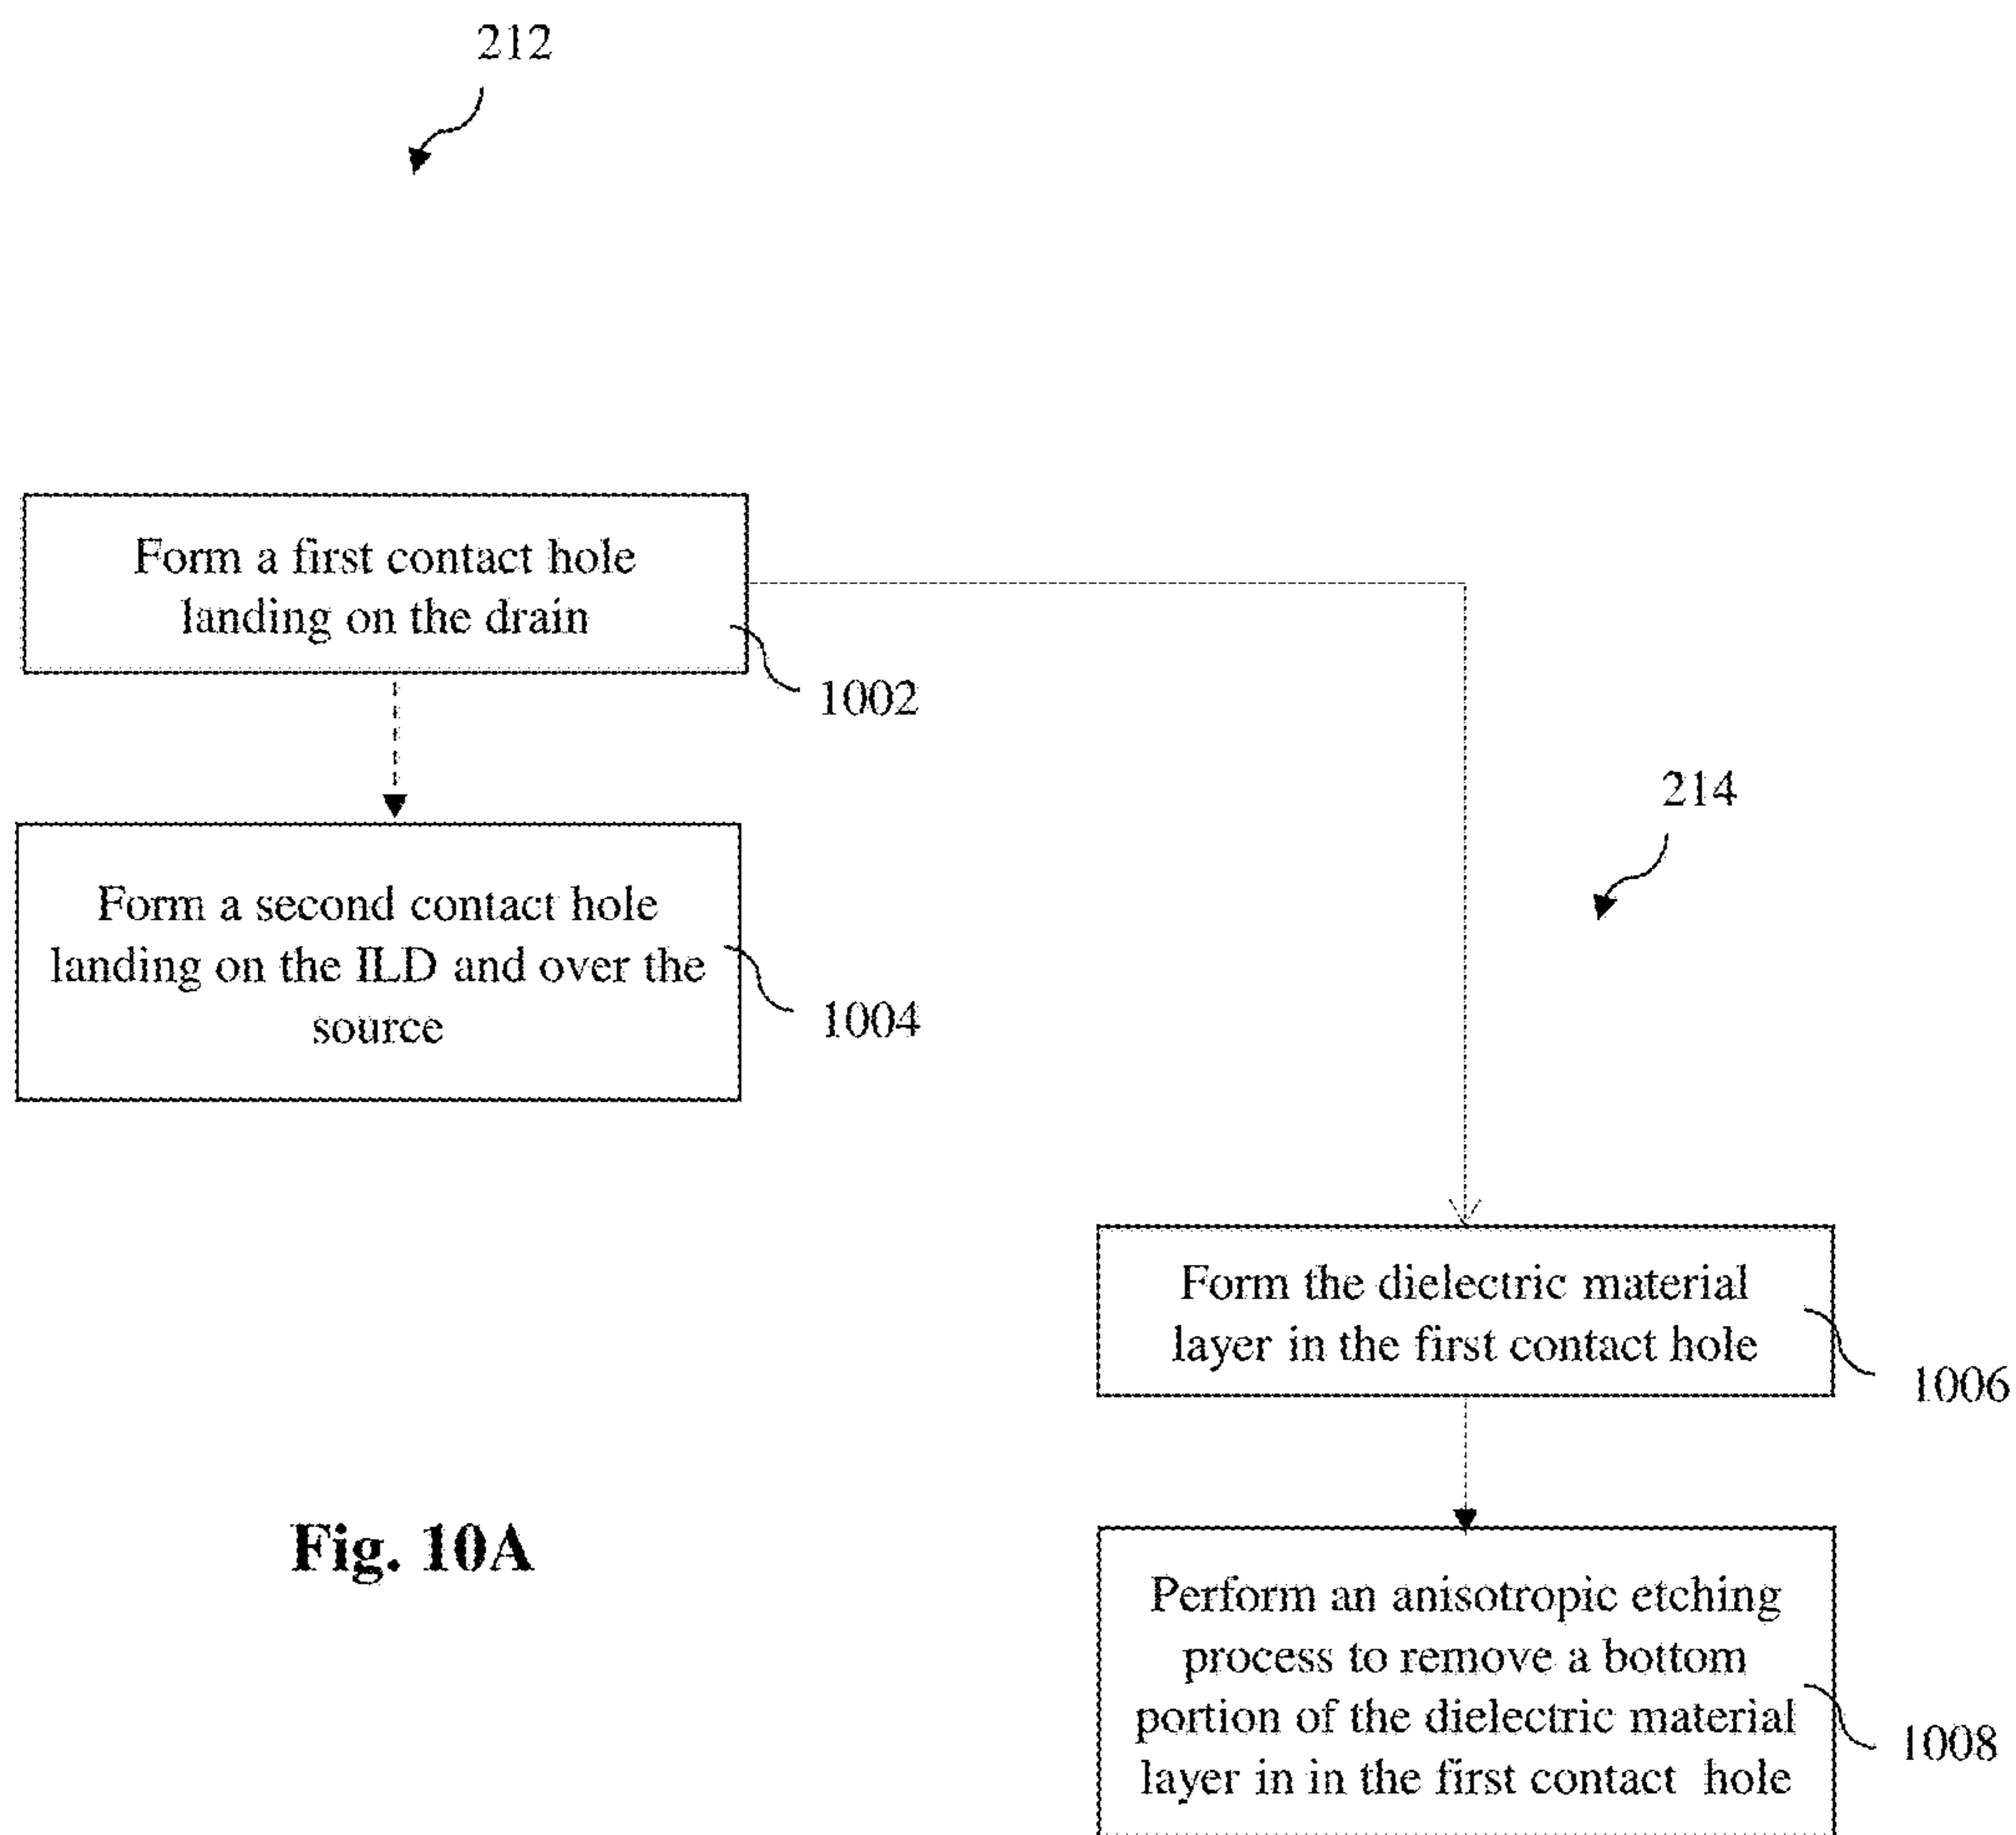 212
Form a first contact hole
landing on the drain
1002
214
Form a second contact hole
landing on the ILD and over the
source
1004
Form the dielectric material
layer in the first contact hole
1006
Fig. 10A
Perform an anisotropic etching
process to remove a bottom
portion of the dielectric material
layer in in the first contact hole
1008